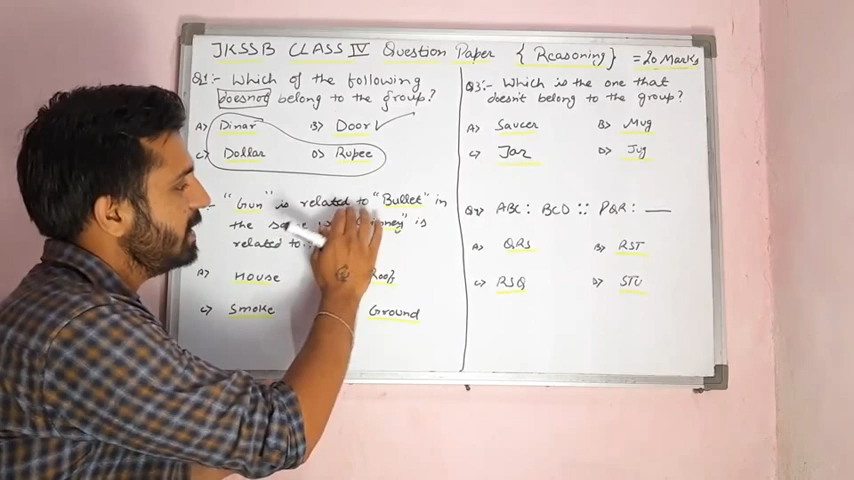 JKSSB CLASS IV Question Paper { Reasoning } = 20 Marks
Q1:- Which of the following
doesnot belong to the group?
A> Dinar B> Door ✓
C> Dollar D> Rupee
:- "Gun" is related to "Bullet" in
the is
related to
A> House Roof
C> Smoke Ground
Q3:- Which is the one that
doesn't belong to the group?
A> Saucer B> Mug
C> Jar D> Jug
ABC : BCD :: PQR : __
A> QRS B> RST
C> RSQ D> STU